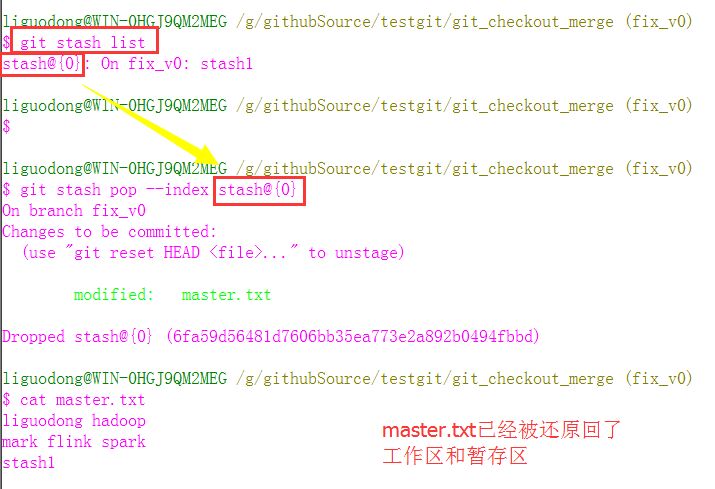 liguodong@WIN-OHGJ9QM2MEG /g/githubSource/testgit/git_checkout_merge (fix_v0)
$ git stash list
stash@{0}: On fix_v0: stash1
liguodong@WIN-OHGJ9QM2MEG /g/githubSource/testgit/git_checkout_merge (fix_v0)
$
liguodong@WIN-OHGJ9QM2MEG /g/githubSource/testgit/git_checkout_merge (fix_v0)
$ git stash pop --index stash@{0}
On branch fix_v0
Changes to be committed:
  (use "git reset HEAD <file>..." to unstage)
        modified:   master.txt
Dropped stash@{0} (6fa59d56481d7606bb35ea773e2a892b0494fbbd)
liguodong@WIN-OHGJ9QM2MEG /g/githubSource/testgit/git_checkout_merge (fix_v0)
$ cat master.txt
liguodong hadoop
mark flink spark
stash1
master.txt已经被还原回了
工作区和暂存区